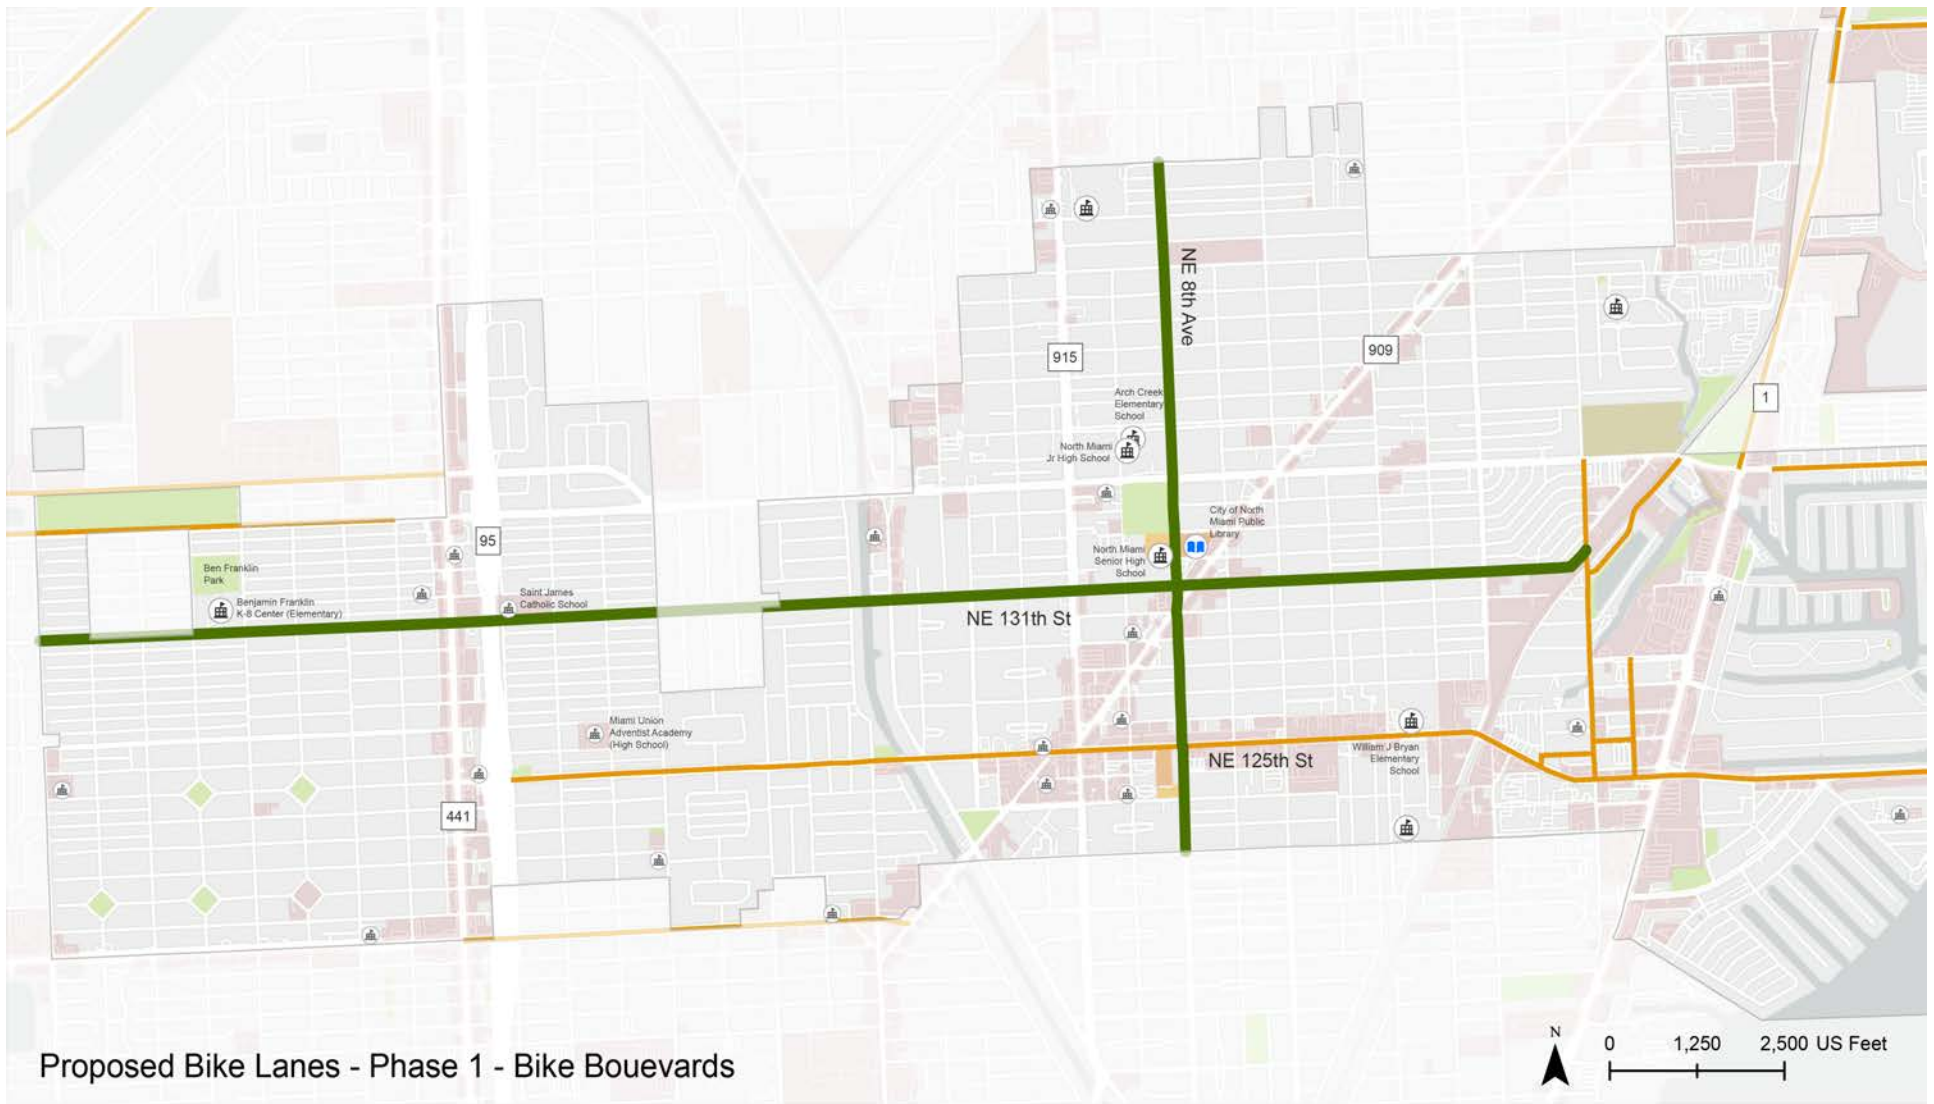 NE 8th Ave
915
909
Arch Creek
Elementary
School
1
North Miami
Jr High School
City of North
Miami Public
Library
95
North Miami
Senior High
School
Ben Franklin
Park
Saint James
Catholic School
Benjamin Franklin
K-8 Center (Elementary)
NE 131th St
Miami Union
Adventist Academy
(High School)
NE 125th St
William J Bryan
Elementary
School
441
Proposed Bike Lanes - Phase 1 - Bike Bouevards
N
0 1,250 2,500 US Feet